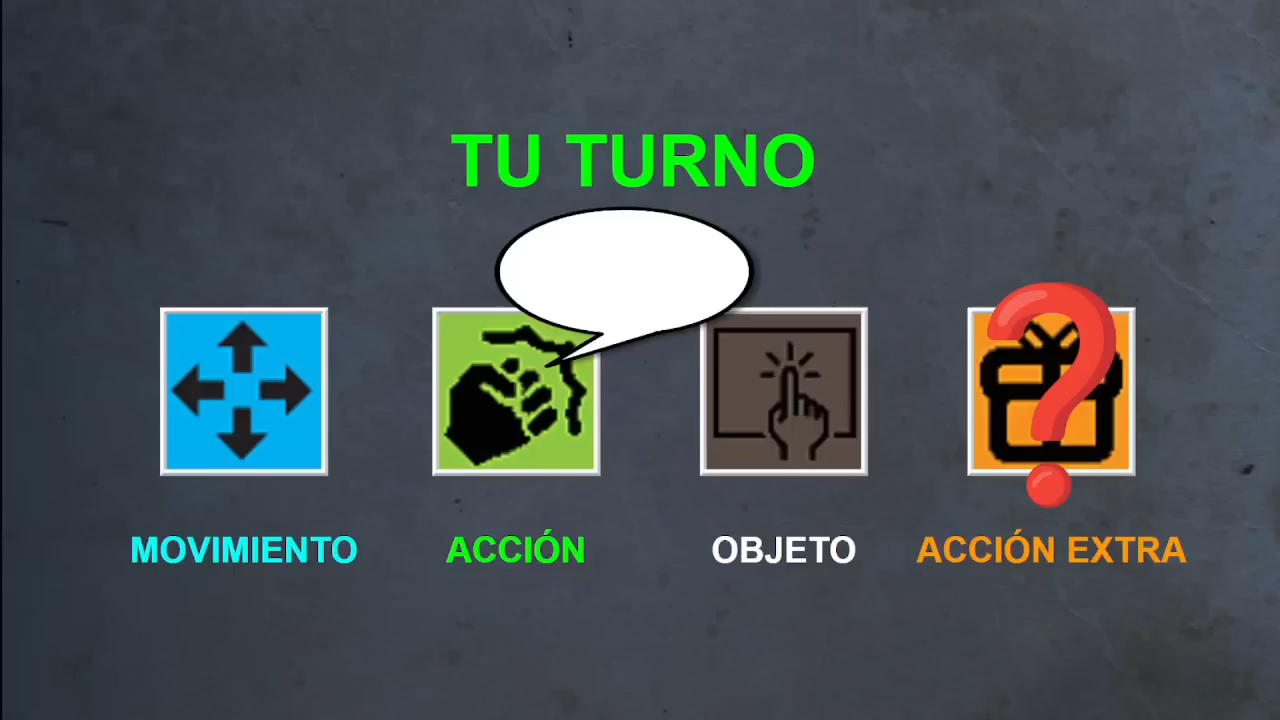 TU TURNO
MOVIMIENTO
ACCIÓN
OBJETO
ACCIÓN EXTRA